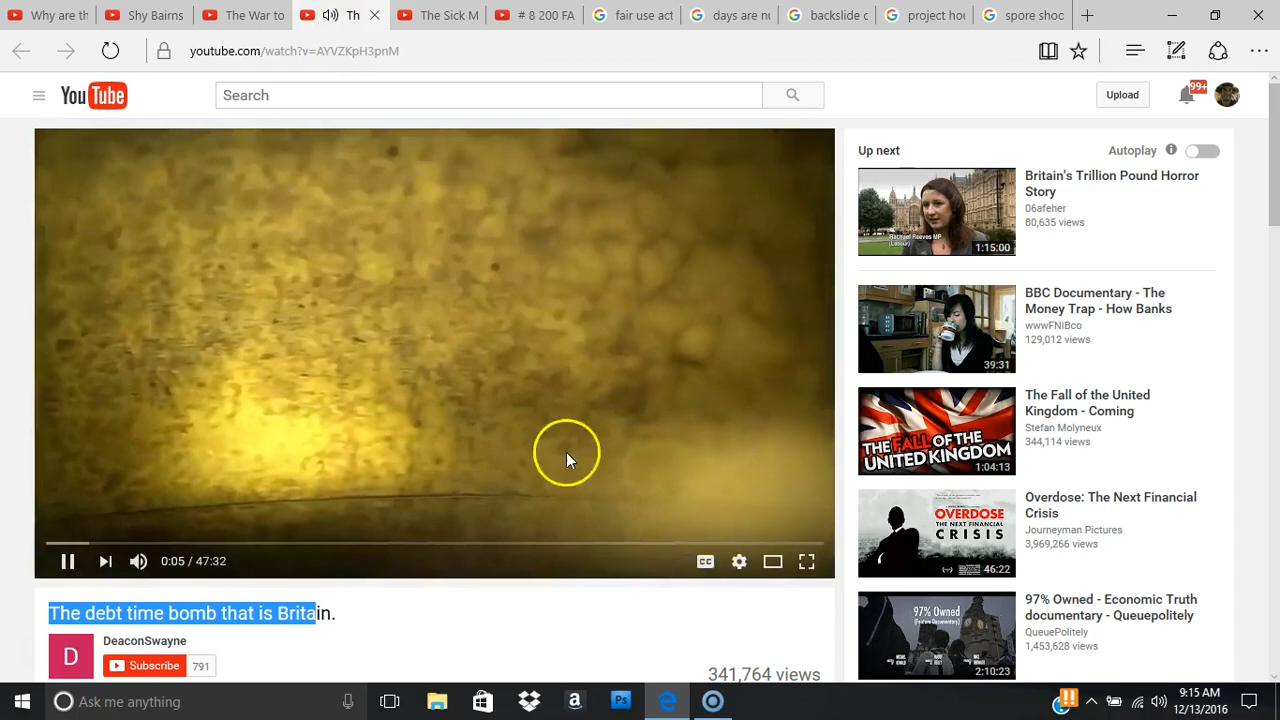 Why are th
Shy Bairns
The War to
Th
The Sick M
# 8 200 FA
fair use act
days are nu
backslide c
project hou
spore shoc
youtube.com/watch?v=AYVZKpH3pnM
YouTube
Search
Upload
99+
Up next
Autoplay
Britain's Trillion Pound Horror
Story
06afeher
80,635 views
Rachael Reeves MP
(Labour)
1:15:00
BBC Documentary - The
Money Trap - How Banks
wwwFNIBco
129,012 views
39:31
The Fall of the United
Kingdom - Coming
Stefan Molyneux
344,114 views
THE FALL OF THE
UNITED KINGDOM
1:04:13
Overdose: The Next Financial
Crisis
Journeyman Pictures
3,969,266 views
OVERDOSE
THE NEXT FINANCIAL
CRISIS
46:22
97% Owned - Economic Truth
documentary - Queuepolitely
QueuePolitely
1,453,628 views
97% Owned
2:10:23
0:05 / 47:32
CC
The debt time bomb that is Britain.
D
DeaconSwayne
Subscribe
791
341,764 views
Ask me anything
9:15 AM
12/13/2016